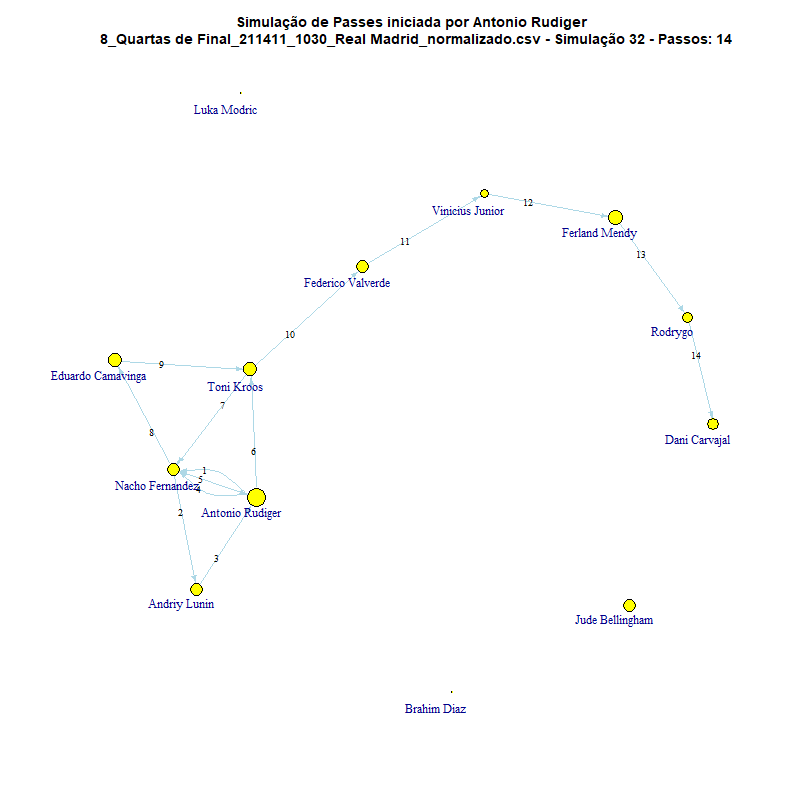 Simulação de Passes iniciada por Antonio Rudiger
8_Quartas de Final_211411_1030_Real Madrid_normalizado.csv - Simulação 32 - Passos: 14
Luka Modric
12
Vinicius Junior
Ferland Mendy
11
13
Federico Valverde
Rodrygo
10
14
9
Eduardo Camavinga
Toni Kroos
7
8
6
Dani Carvajal
1
5
4
Nacho Fernandez
2
Antonio Rudiger
3
Andriy Lunin
Jude Bellingham
Brahim Diaz